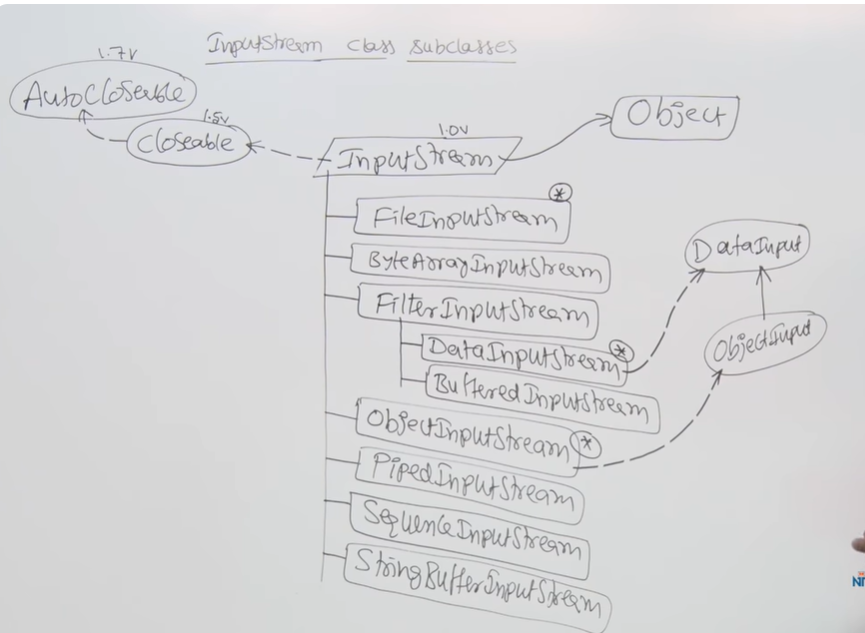 InputStream class subclasses
1.7v
AutoCloseable
1.5v
Closeable
1.0v
InputStream
Object
*
FileInputStream
ByteArrayInputStream
FilterInputStream
*
DataInputStream
BufferedInputStream
*
ObjectInputStream
PipedInputStream
SequenceInputStream
StringBufferInputStream
DataInput
ObjectInput